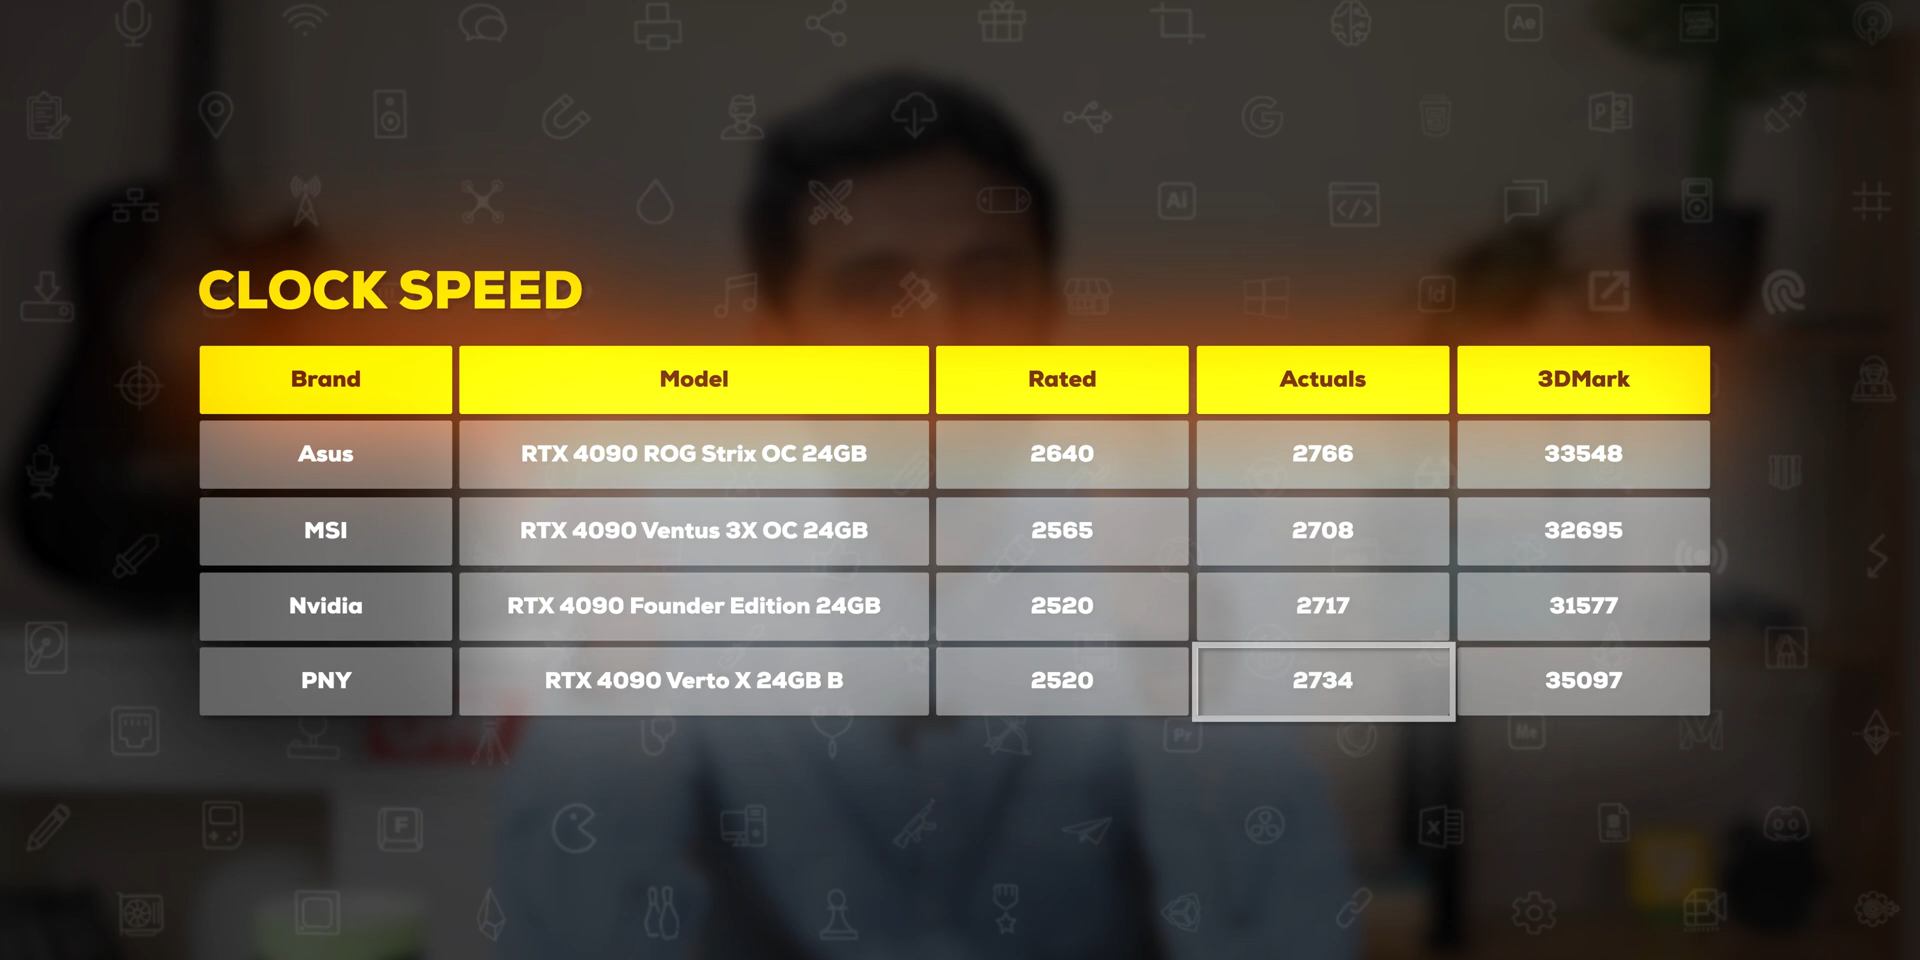 CLOCK SPEED
Brand Model Rated Actuals 3DMark
Asus RTX 4090 ROG Strix OC 24GB 2640 2766 33548
MSI RTX 4090 Ventus 3X OC 24GB 2565 2708 32695
Nvidia RTX 4090 Founder Edition 24GB 2520 2717 31577
PNY RTX 4090 Verto X 24GB B 2520 2734 35097